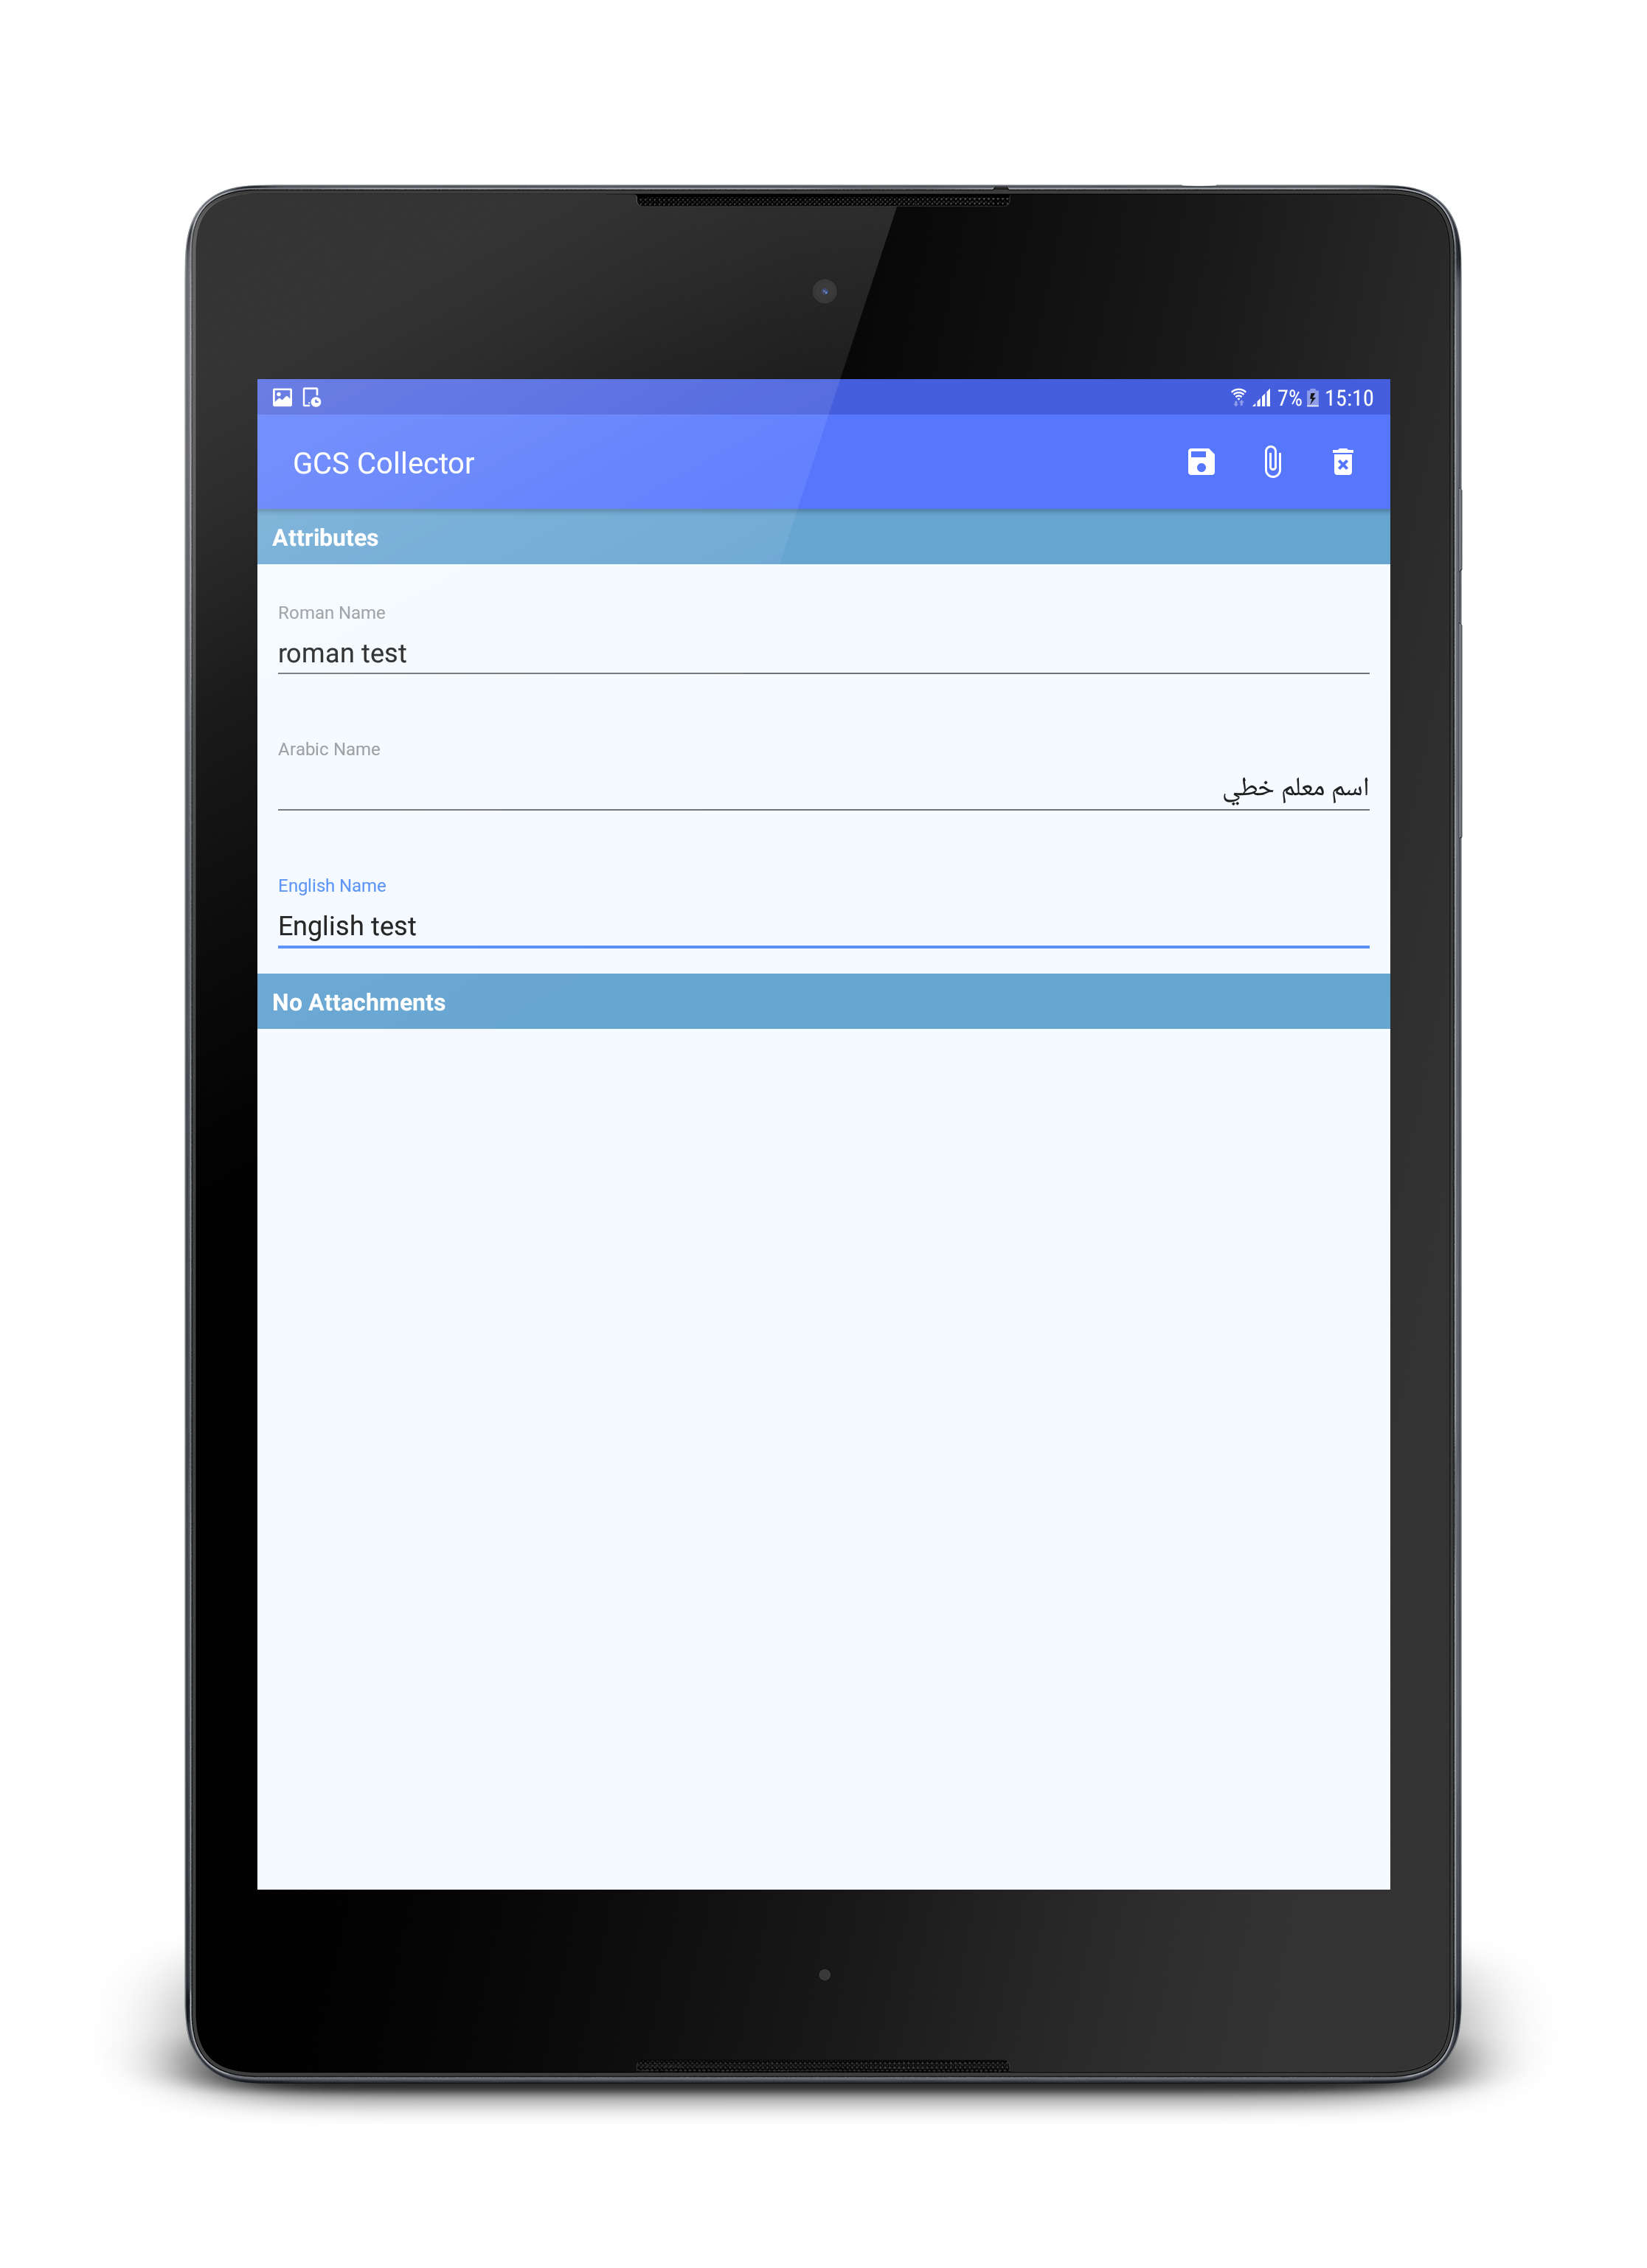 7% 15:10
GCS Collector
Attributes
Roman Name
roman test
Arabic Name
اسم معلم خطي
English Name
English test
No Attachments